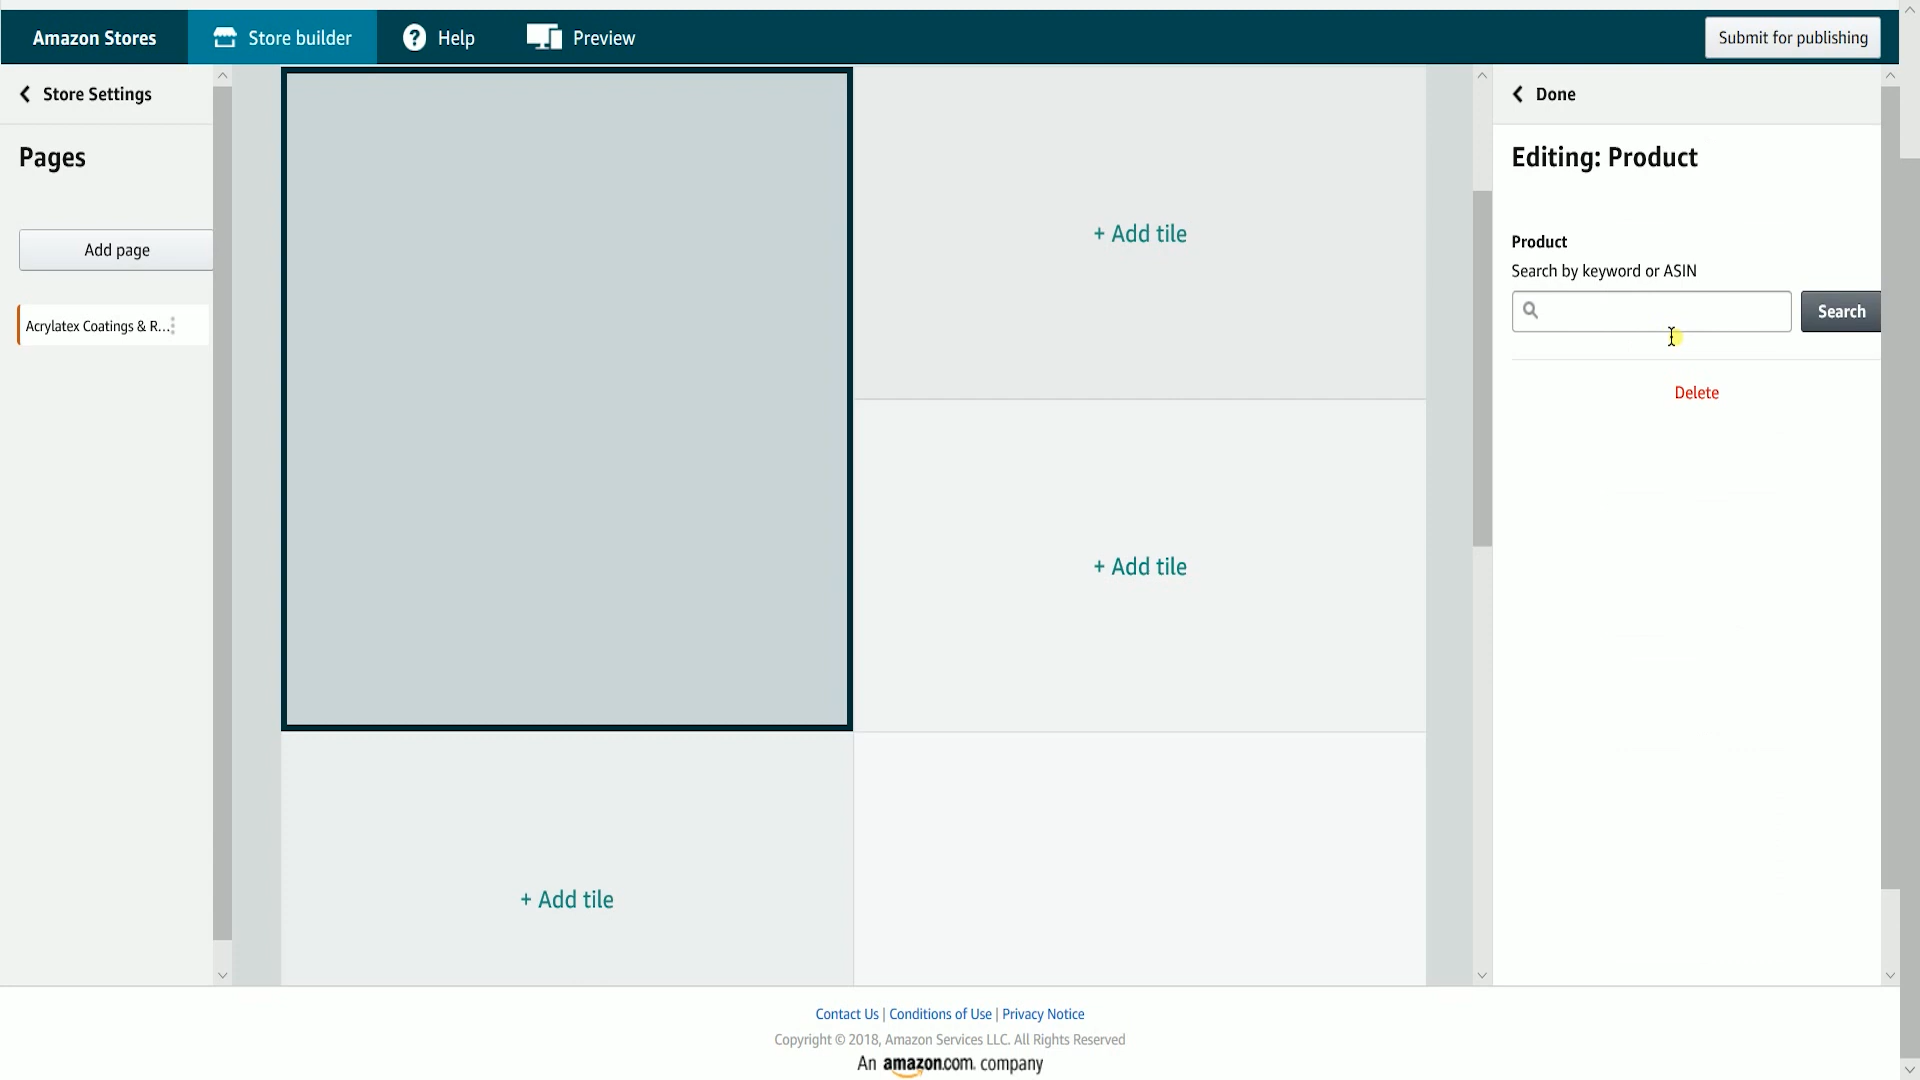 Amazon Stores
Store builder
Help
Preview
Submit for publishing
Store Settings
Pages
Add page
Acrylatex Coatings & R...
+ Add tile
+ Add tile
+ Add tile
Done
Editing: Product
Product
Search by keyword or ASIN
Search
Delete
Contact Us | Conditions of Use | Privacy Notice
Copyright © 2018, Amazon Services LLC. All Rights Reserved
An amazon.com. company